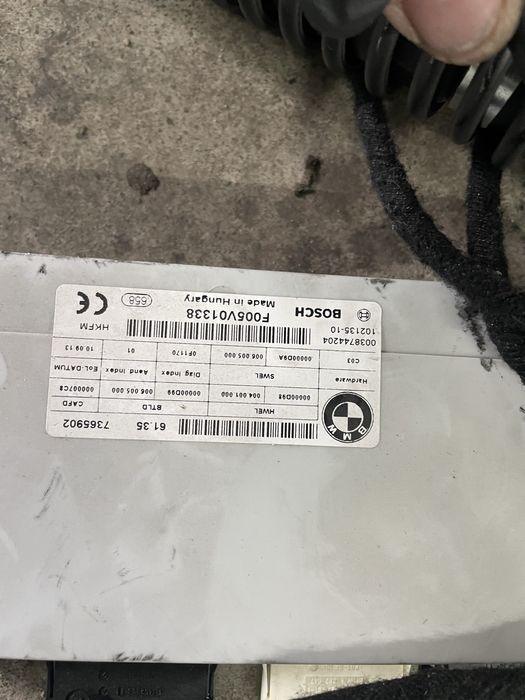 BMW
61.35 7365902
HWEL BTLD CAFD
00000D98 004.001.000 00000D99 006.005.000 000007C8
Hardware SWEL Diag Index Aend Index EoL-DATUM
C03 00000D9A 006.005.000 0F1170 01 10.09.13
0038744204 HKFM
102135-10
BOSCH F005V01338 658 CE
Made in Hungary